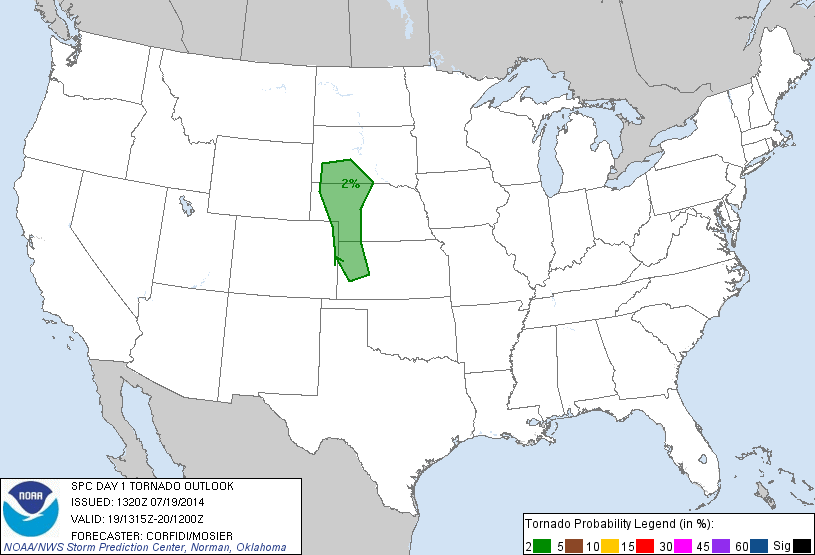 2%
SPC DAY 1 TORNADO OUTLOOK
ISSUED: 1320Z 07/19/2014
VALID: 19/1315Z-20/1200Z
FORECASTER: CORFIDI/MOSIER
NOAA/NWS Storm Prediction Center, Norman, Oklahoma
NOAA
Tornado Probability Legend (in %):
2 5 10 15 30 45 60 Sig